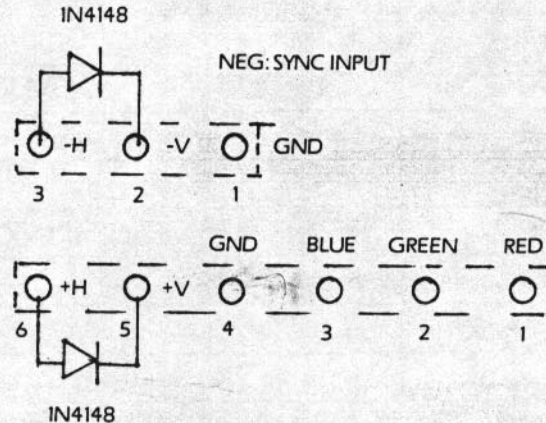 1N4148
NEG: SYNC INPUT
-H -V GND
3 2 1
GND BLUE GREEN RED
+H +V
6 5 4 3 2 1
1N4148